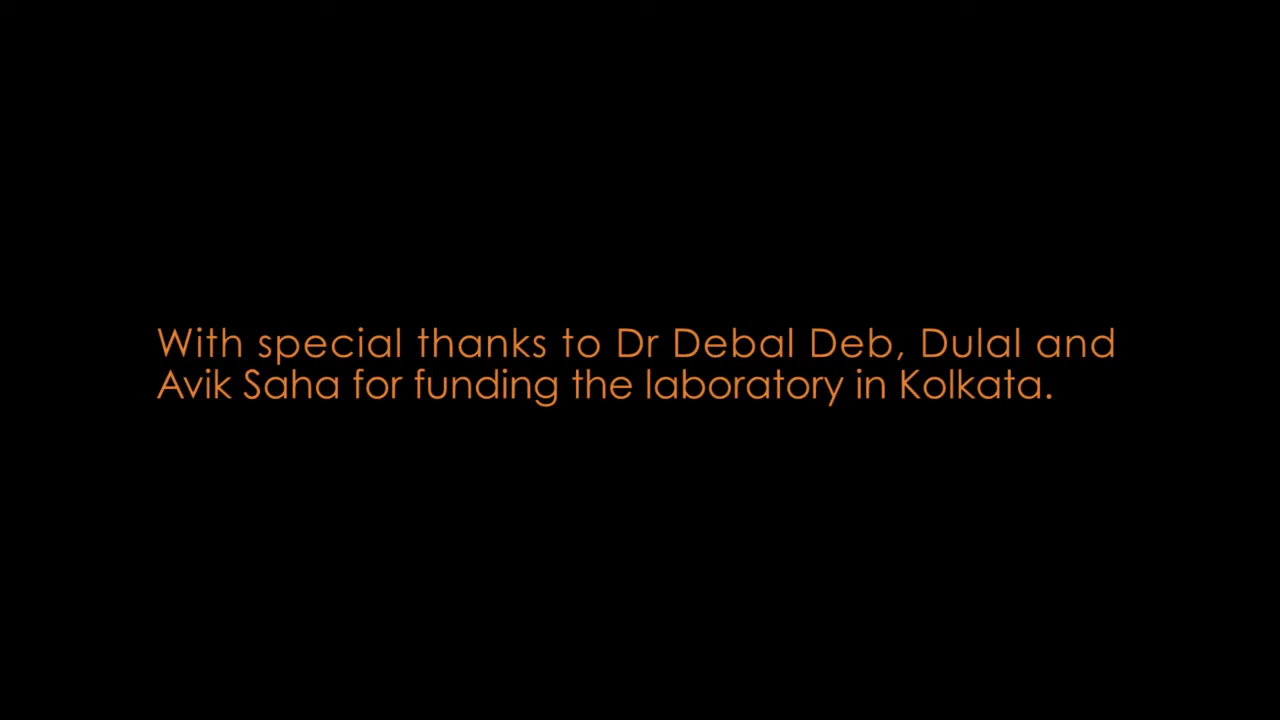 With special thanks to Dr Debal Deb, Dulal and
Avik Saha for funding the laboratory in Kolkata.